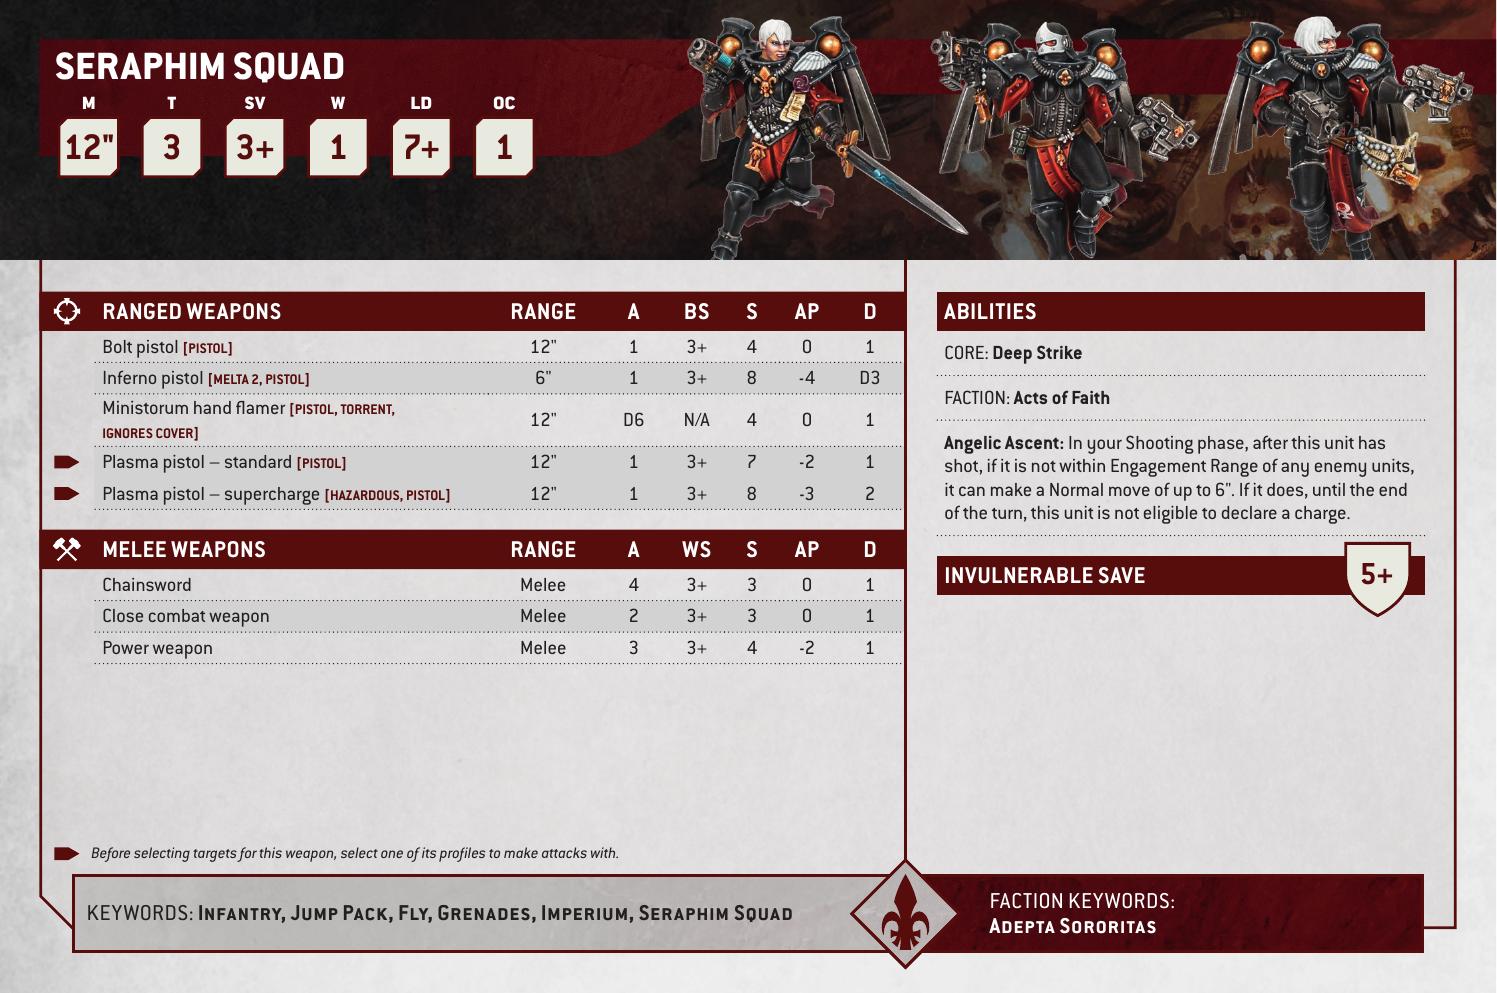 SERAPHIM SQUAD
M T SV W LD OC
12" 3 3+ 1 7+ 1
RANGED WEAPONS RANGE A BS S AP D
Bolt pistol [PISTOL] 12" 1 3+ 4 0 1
Inferno pistol [MELTA 2, PISTOL] 6" 1 3+ 8 -4 D3
Ministorum hand flamer [PISTOL, TORRENT,
IGNORES COVER] 12" D6 N/A 4 0 1
Plasma pistol – standard [PISTOL] 12" 1 3+ 7 -2 1
Plasma pistol – supercharge [HAZARDOUS, PISTOL] 12" 1 3+ 8 -3 2
MELEE WEAPONS RANGE A WS S AP D
Chainsword Melee 4 3+ 3 0 1
Close combat weapon Melee 2 3+ 3 0 1
Power weapon Melee 3 3+ 4 -2 1
Before selecting targets for this weapon, select one of its profiles to make attacks with.
ABILITIES
CORE: Deep Strike
FACTION: Acts of Faith
Angelic Ascent: In your Shooting phase, after this unit has
shot, if it is not within Engagement Range of any enemy units,
it can make a Normal move of up to 6". If it does, until the end
of the turn, this unit is not eligible to declare a charge.
INVULNERABLE SAVE 5+
KEYWORDS: INFANTRY, JUMP PACK, FLY, GRENADES, IMPERIUM, SERAPHIM SQUAD
FACTION KEYWORDS:
ADEPTA SORORITAS